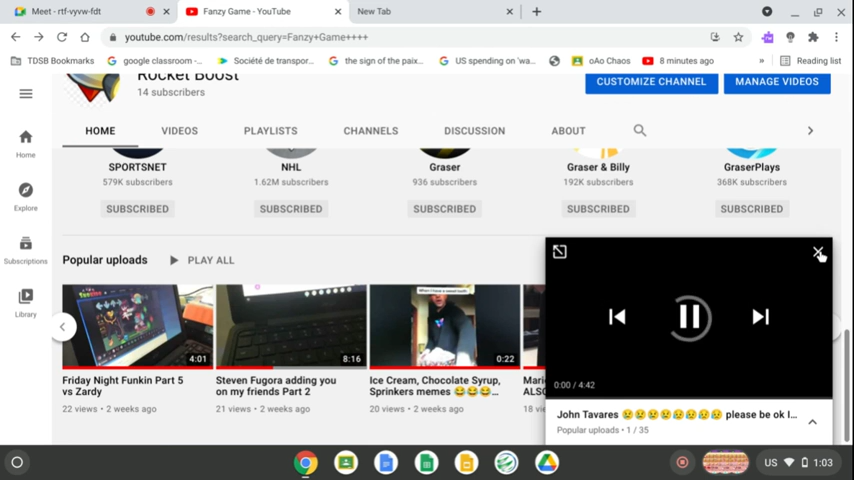 Meet - rtf-vyvw-fdt
Fanzy Game - YouTube
New Tab
youtube.com/results?search_query=Fanzy+Game++++
TDSB Bookmarks
google classroom -...
Société de transpor...
the sign of the paix...
US spending on 'wa...
oAo Chaos
8 minutes ago
»
Reading list
Rocket Boost
14 subscribers
CUSTOMIZE CHANNEL
MANAGE VIDEOS
HOME
VIDEOS
PLAYLISTS
CHANNELS
DISCUSSION
ABOUT
Home
Explore
Subscriptions
Library
SPORTSNET
NHL
Graser
Graser & Billy
GraserPlays
579K subscribers
1.62M subscribers
936 subscribers
192K subscribers
368K subscribers
SUBSCRIBED
SUBSCRIBED
SUBSCRIBED
SUBSCRIBED
SUBSCRIBED
Popular uploads
PLAY ALL
4:01
8:16
0:22
Friday Night Funkin Part 5
vs Zardy
22 views • 2 weeks ago
Steven Fugora adding you
on my friends Part 2
21 views • 2 weeks ago
Ice Cream, Chocolate Syrup,
Sprinkers memes 😂😂😂...
20 views • 2 weeks ago
0:00 / 4:42
John Tavares 😢😢😢😢😢😢😢😢 please be ok I...
Popular uploads • 1 / 35
US
1:03